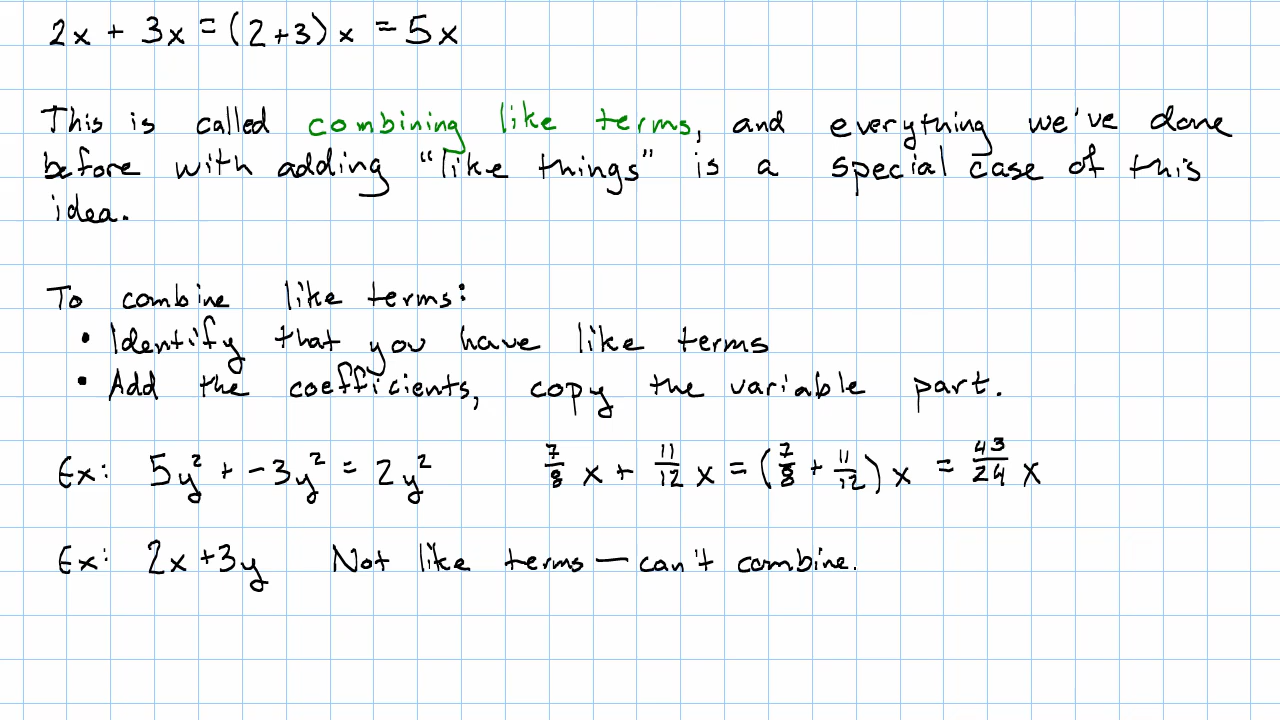 2x + 3x = (2+3)x = 5x
This is called combining like terms, and everything we've done
before with adding "like things" is a special case of this
idea.
To combine like terms:
• Identify that you have like terms
• Add the coefficients, copy the variable part.
Ex: 5y² + -3y² = 2y² 7/8 x + 11/12 x = (7/8 + 11/12) x = 43/24 x
Ex: 2x+3y Not like terms — can't combine.